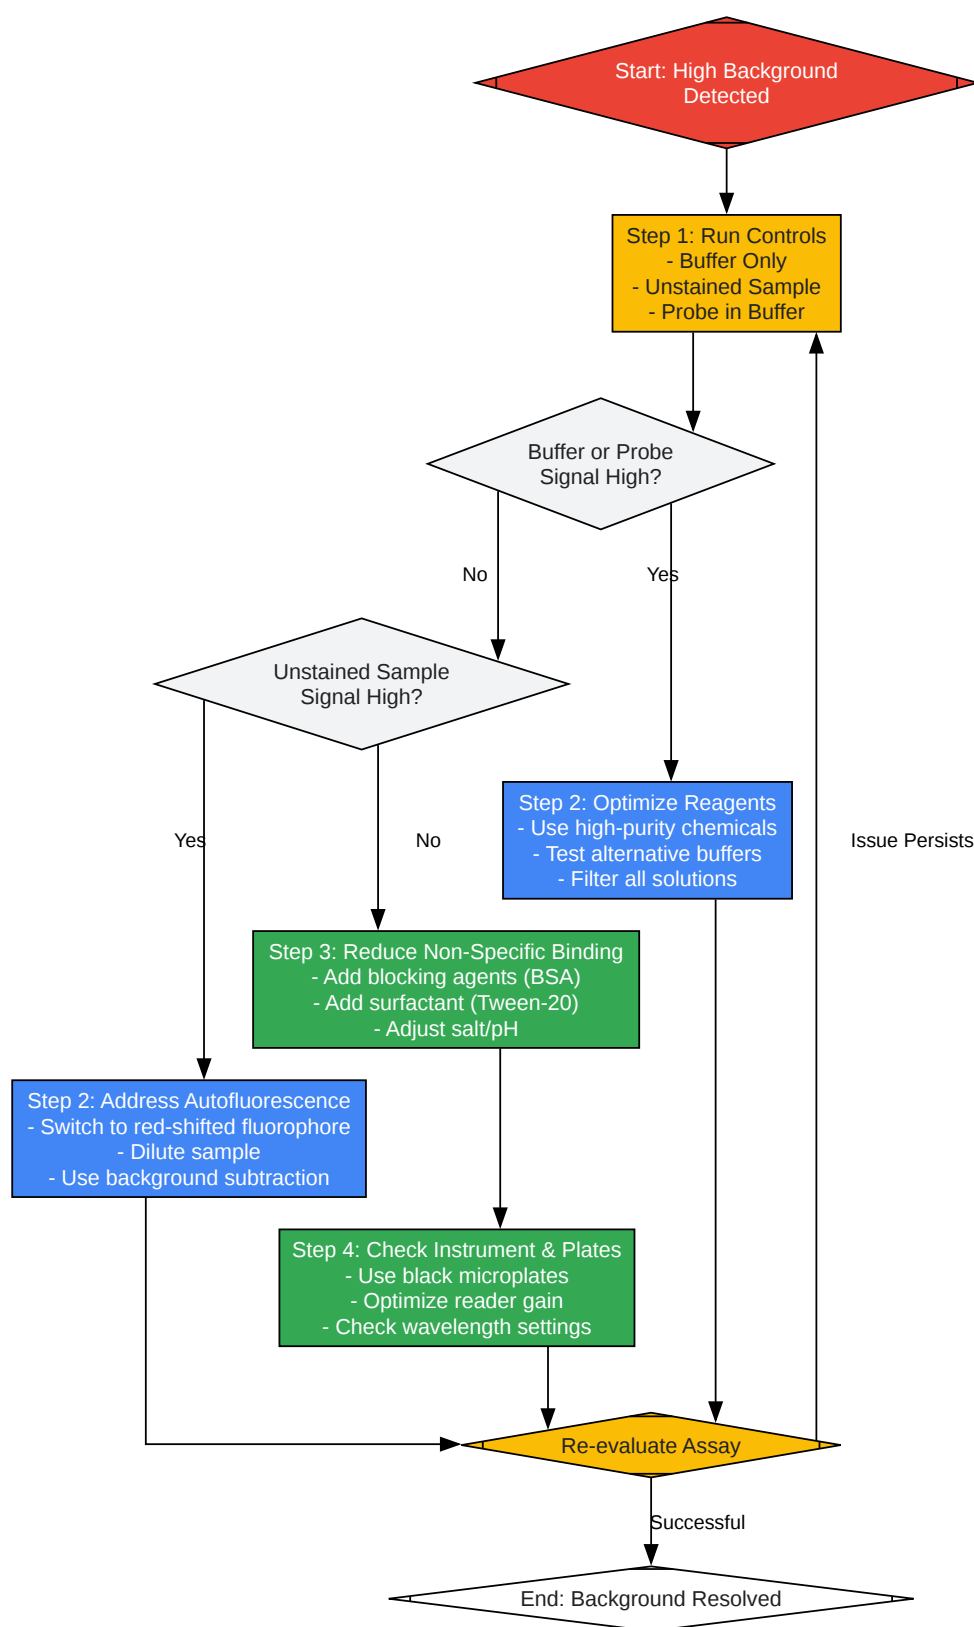 Start: High Background
Detected
Step 1: Run Controls
- Buffer Only
- Unstained Sample
- Probe in Buffer
Buffer or Probe
Signal High?
No
Yes
Unstained Sample
Signal High?
Step 2: Optimize Reagents
- Use high-purity chemicals
- Test alternative buffers
- Filter all solutions
Yes
No
Issue Persists
Step 3: Reduce Non-Specific Binding
- Add blocking agents (BSA)
- Add surfactant (Tween-20)
- Adjust salt/pH
Step 2: Address Autofluorescence
- Switch to red-shifted fluorophore
- Dilute sample
- Use background subtraction
Step 4: Check Instrument & Plates
- Use black microplates
- Optimize reader gain
- Check wavelength settings
Re-evaluate Assay
Successful
End: Background Resolved